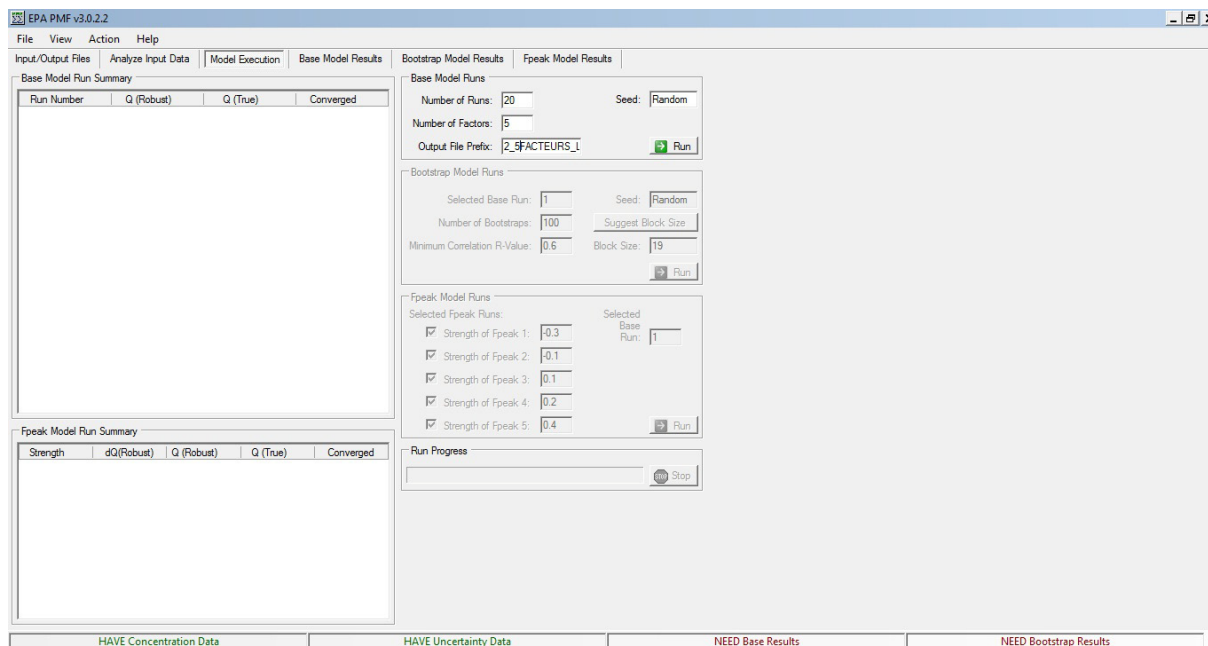 EPA PMF v3.0.2.2
File View Action Help
Input/Output Files Analyze Input Data Model Execution Base Model Results Bootstrap Model Results Fpeak Model Results
Base Model Run Summary
Run Number Q (Robust) Q (True) Converged
Base Model Runs
Number of Runs: 20 Seed: Random
Number of Factors: 5
Output File Prefix: 2_5FACTEURS_L Run
Bootstrap Model Runs
Selected Base Run: 1 Seed: Random
Number of Bootstraps: 100 Suggest Block Size
Minimum Correlation R-Value: 0.6 Block Size: 19
Run
Fpeak Model Runs
Selected Fpeak Runs: Selected
Base
Run: 1
Strength of Fpeak 1: -0.3
Strength of Fpeak 2: -0.1
Strength of Fpeak 3: 0.1
Strength of Fpeak 4: 0.2
Strength of Fpeak 5: 0.4 Run
Fpeak Model Run Summary
Strength dQ(Robust) Q (Robust) Q (True) Converged
Run Progress
STOP Stop
HAVE Concentration Data HAVE Uncertainty Data NEED Base Results NEED Bootstrap Results